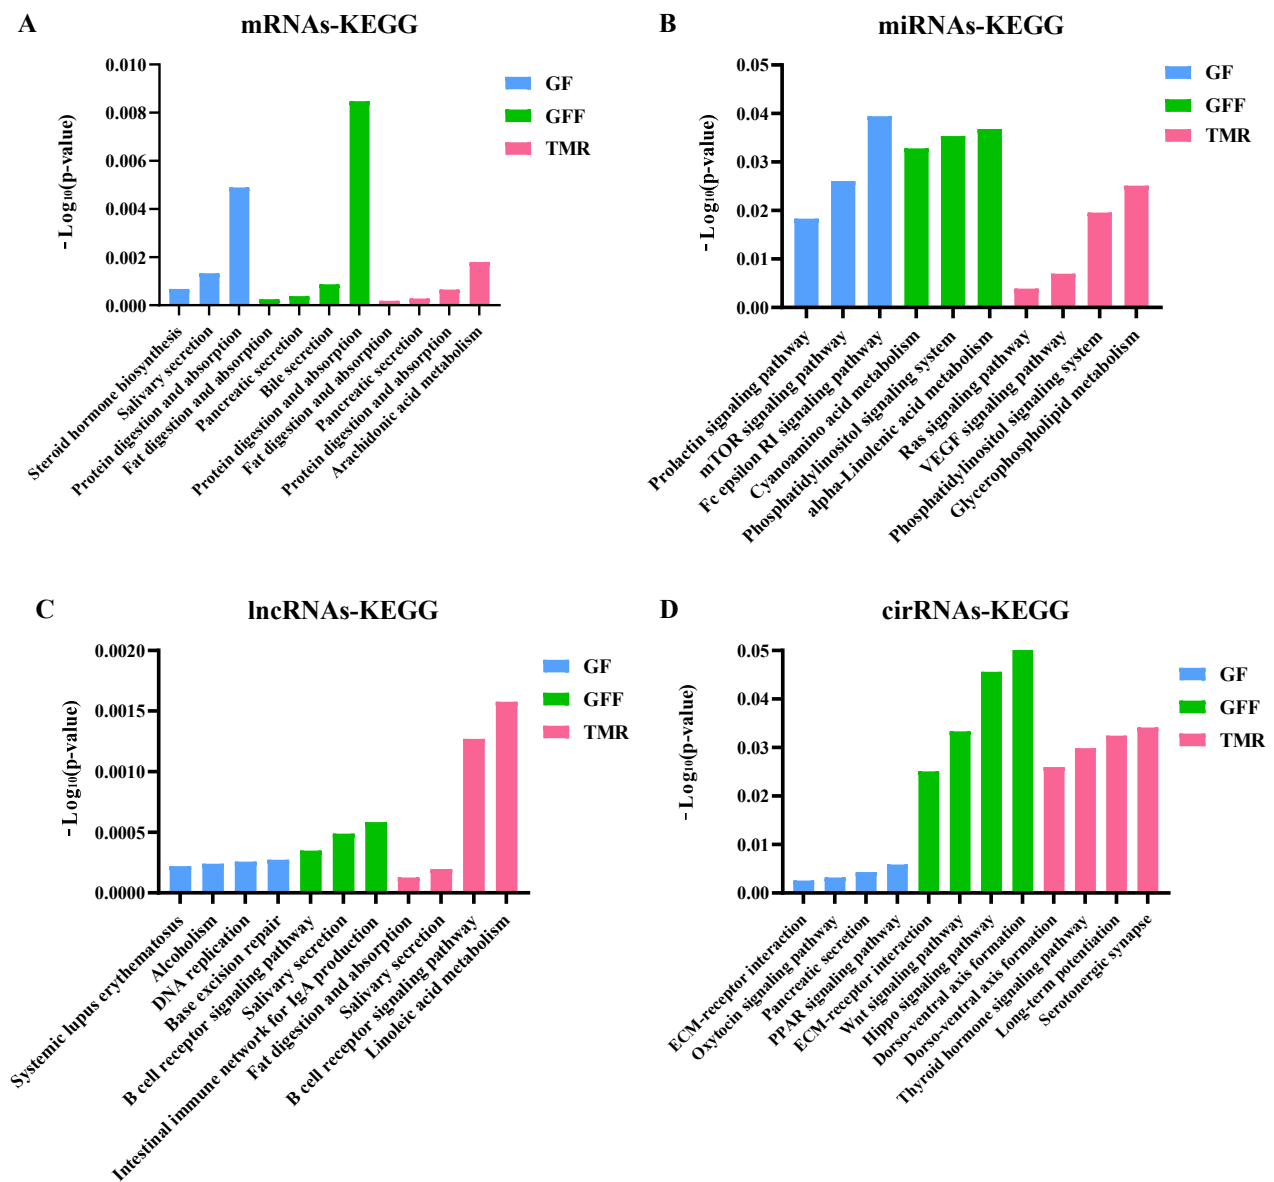 A
mRNAs-KEGG
- Log10(p-value)
0.010
0.008
0.006
0.004
0.002
0.000
Steroid hormone biosynthesis
Salivary secretion
Protein digestion and absorption
Fat digestion and absorption
Pancreatic secretion
Bile secretion
Protein digestion and absorption
Fat digestion and absorption
Pancreatic secretion
Protein digestion and absorption
Arachidonic acid metabolism
GF
GFF
TMR
B
miRNAs-KEGG
- Log10(p-value)
0.05
0.04
0.03
0.02
0.01
0.00
Prolactin signaling pathway
mTOR signaling pathway
Fc epsilon RI signaling pathway
Cyanoamino acid metabolism
Phosphatidylinositol signaling system
alpha-Linolenic acid metabolism
Ras signaling pathway
VEGF signaling pathway
Phosphatidylinositol signaling system
Glycerophospholipid metabolism
GF
GFF
TMR
C
lncRNAs-KEGG
- Log10(p-value)
0.0020
0.0015
0.0010
0.0005
0.0000
Systemic lupus erythematosus
Alcoholism
DNA replication
Base excision repair
B cell receptor signaling pathway
Salivary secretion
Intestinal immune network for IgA production
Fat digestion and absorption
Salivary secretion
B cell receptor signaling pathway
Linoleic acid metabolism
GF
GFF
TMR
D
cirRNAs-KEGG
- Log10(p-value)
0.05
0.04
0.03
0.02
0.01
0.00
ECM-receptor interaction
Oxytocin signaling pathway
Pancreatic secretion
PPAR signaling pathway
ECM-receptor interaction
Wnt signaling pathway
Hippo signaling pathway
Dorso-ventral axis formation
Dorso-ventral axis formation
Thyroid hormone signaling pathway
Long-term potentiation
Serotonergic synapse
GF
GFF
TMR